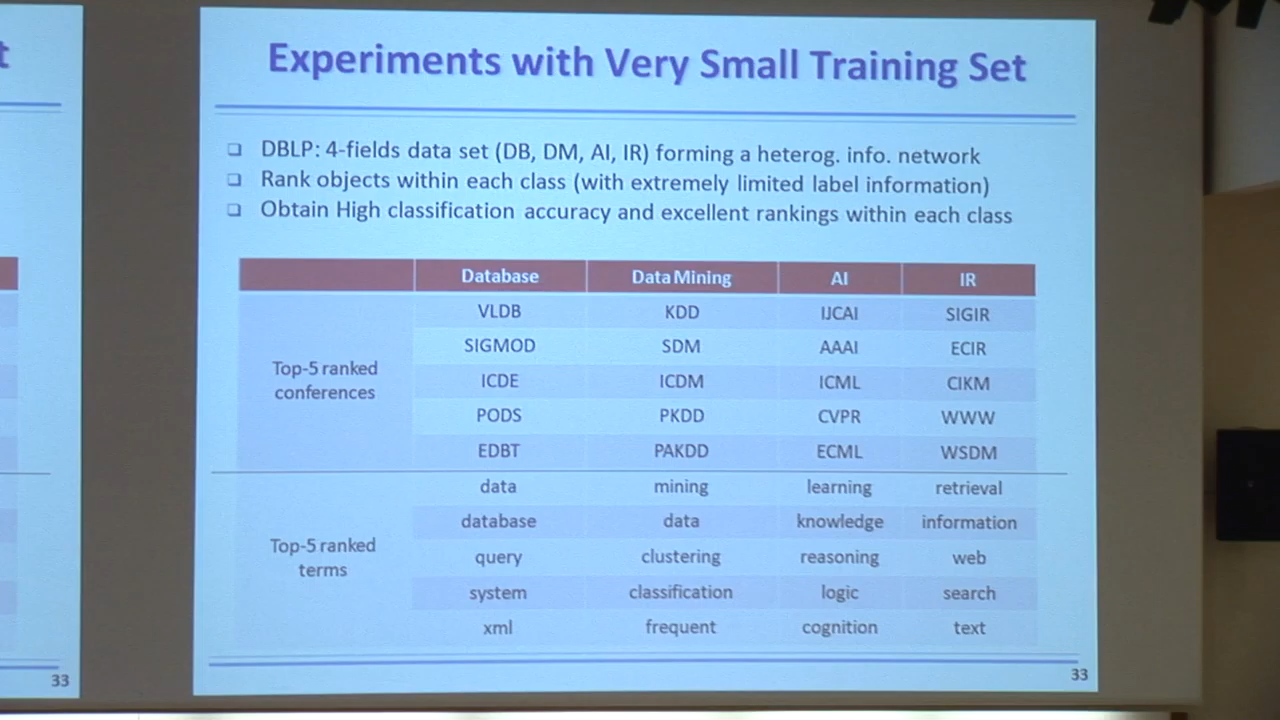 t
Experiments with Very Small Training Set
❑ DBLP: 4-fields data set (DB, DM, AI, IR) forming a heterog. info. network
❑ Rank objects within each class (with extremely limited label information)
❑ Obtain High classification accuracy and excellent rankings within each class
Database Data Mining AI IR
Top-5 ranked conferences
VLDB KDD IJCAI SIGIR
SIGMOD SDM AAAI ECIR
ICDE ICDM ICML CIKM
PODS PKDD CVPR WWW
EDBT PAKDD ECML WSDM
Top-5 ranked terms
data mining learning retrieval
database data knowledge information
query clustering reasoning web
system classification logic search
xml frequent cognition text
33
33